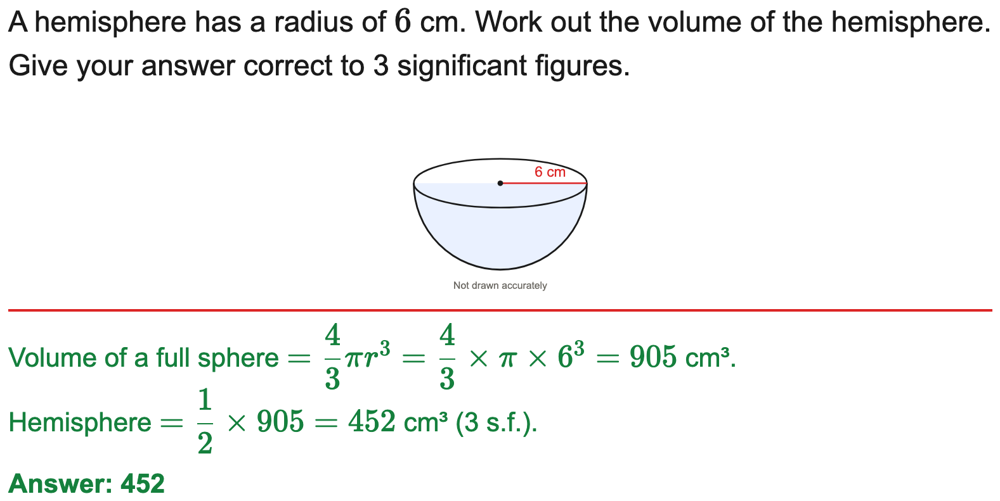 A hemisphere has a radius of 6 cm. Work out the volume of the hemisphere.
Give your answer correct to 3 significant figures.
6 cm
Not drawn accurately
Volume of a full sphere = 4/3 πr³ = 4/3 × π × 6³ = 905 cm³.
Hemisphere = 1/2 × 905 = 452 cm³ (3 s.f.).
Answer: 452